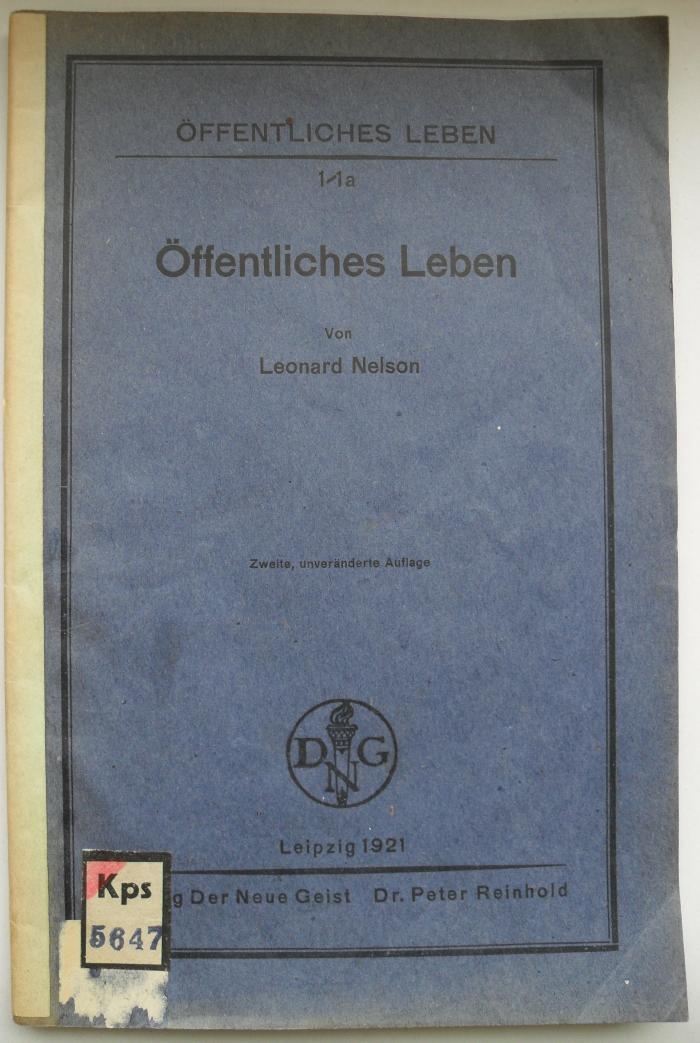 ÖFFENTLICHES LEBEN
1/1a
Öffentliches Leben
Von
Leonard Nelson
Zweite, unveränderte Auflage
DNG
Leipzig 1921
g Der Neue Geist Dr. Peter Reinhold
Kps
5647